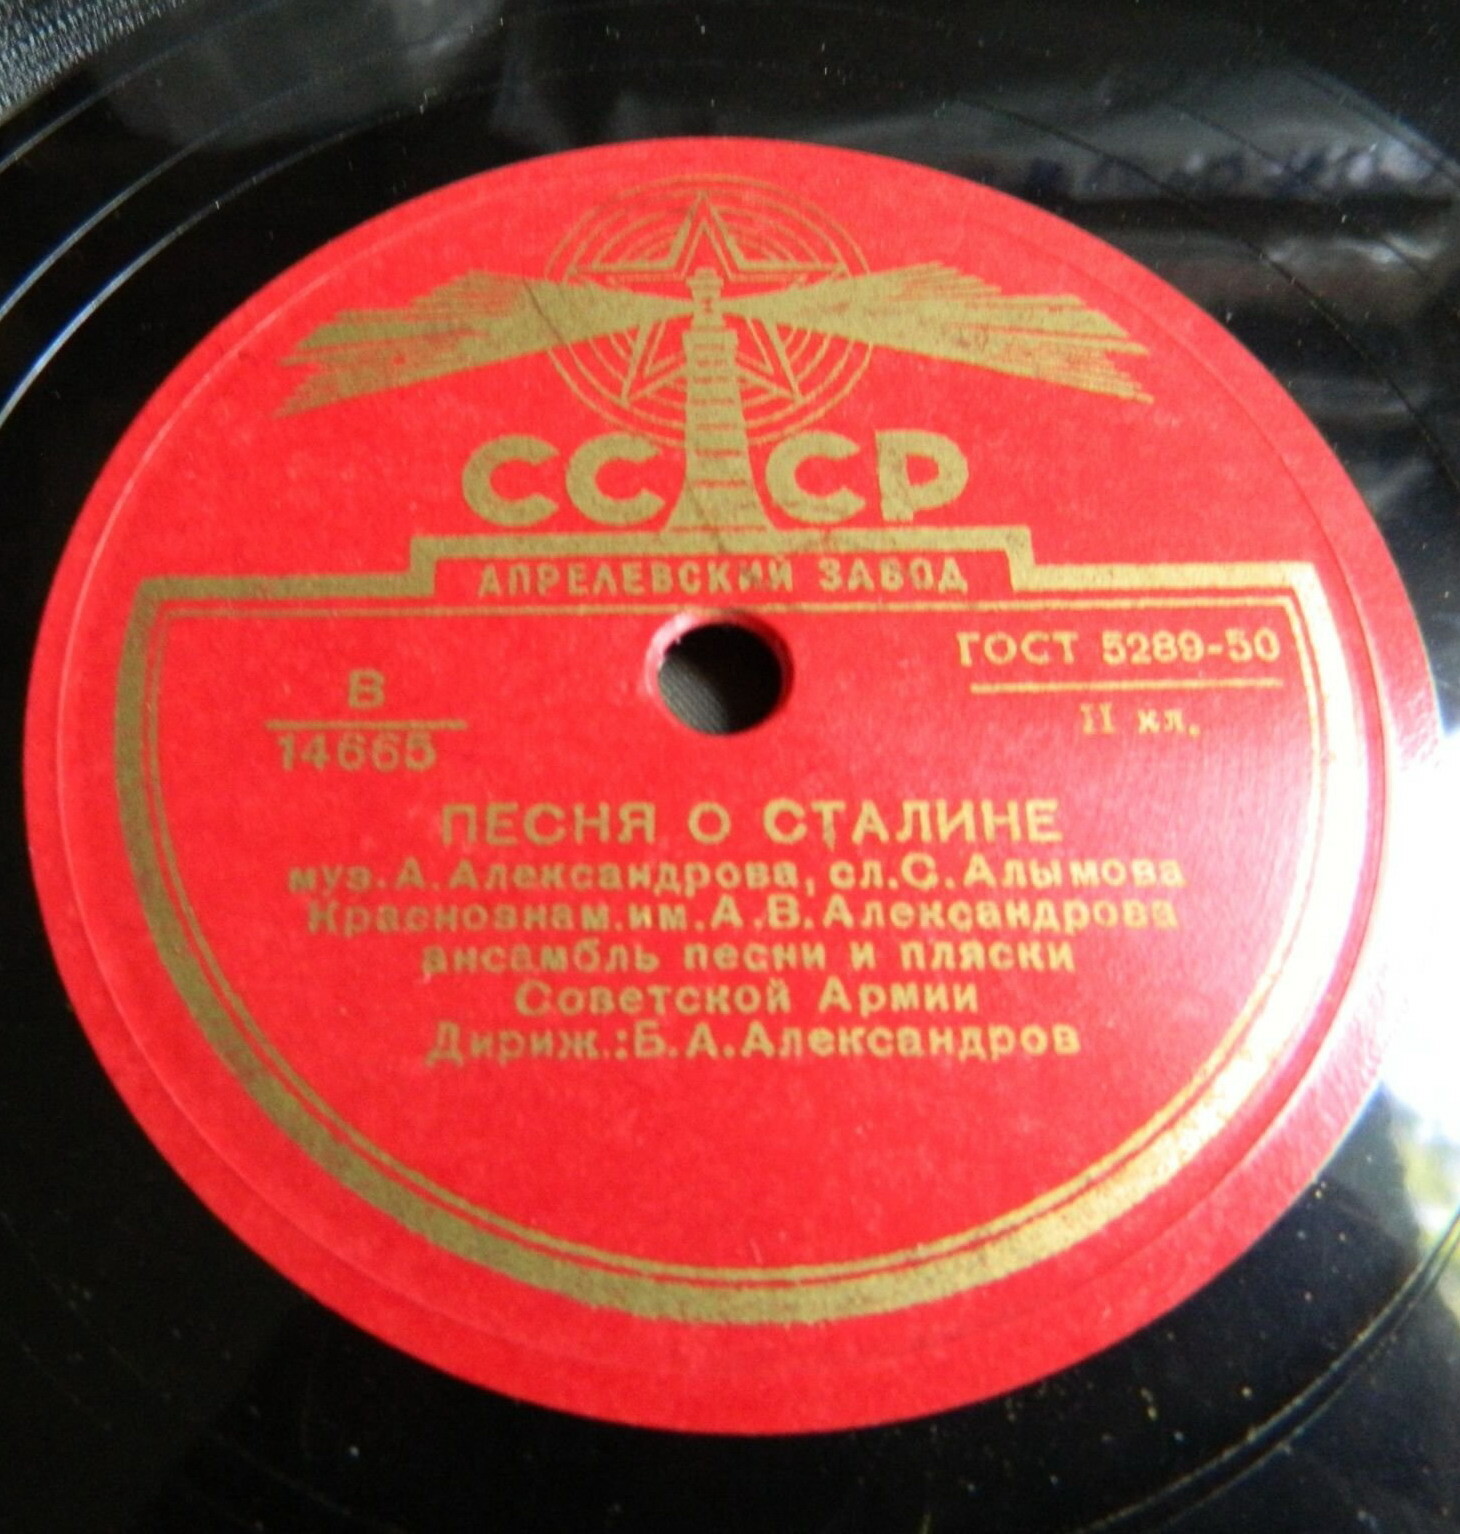 СССР
АПРЕЛЕВСКИЙ ЗАВОД
ГОСТ 5289-50
В
II кл.
14665
ПЕСНЯ О СТАЛИНЕ
муз.А.Александрова, сл.С.Алымова
Краснознам.им.А.В.Александрова
ансамбль песни и пляски
Советской Армии
Дириж.:Б.А.Александров